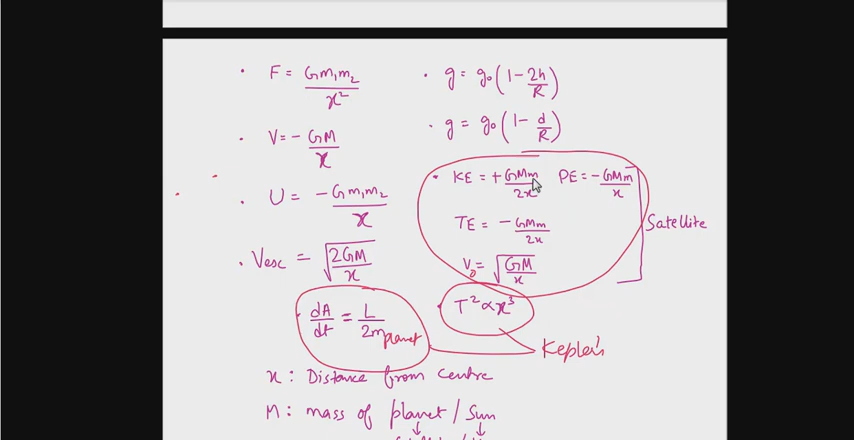 • F = Gm₁m₂/x²
• g = g₀(1 - 2h/R)
• V = - GM/x
• g = g₀(1 - d/R)
• U = - Gm₁m₂/x
• KE = + GMm/2x PE = - GMm/x
TE = - GMm/2x
Satellite
• Vesc = √(2GM/x)
V₀ = √(GM/x)
• dA/dt = L/2m planet
• T² ∝ x³
Kepler's
x : Distance from centre
M : mass of planet / Sun